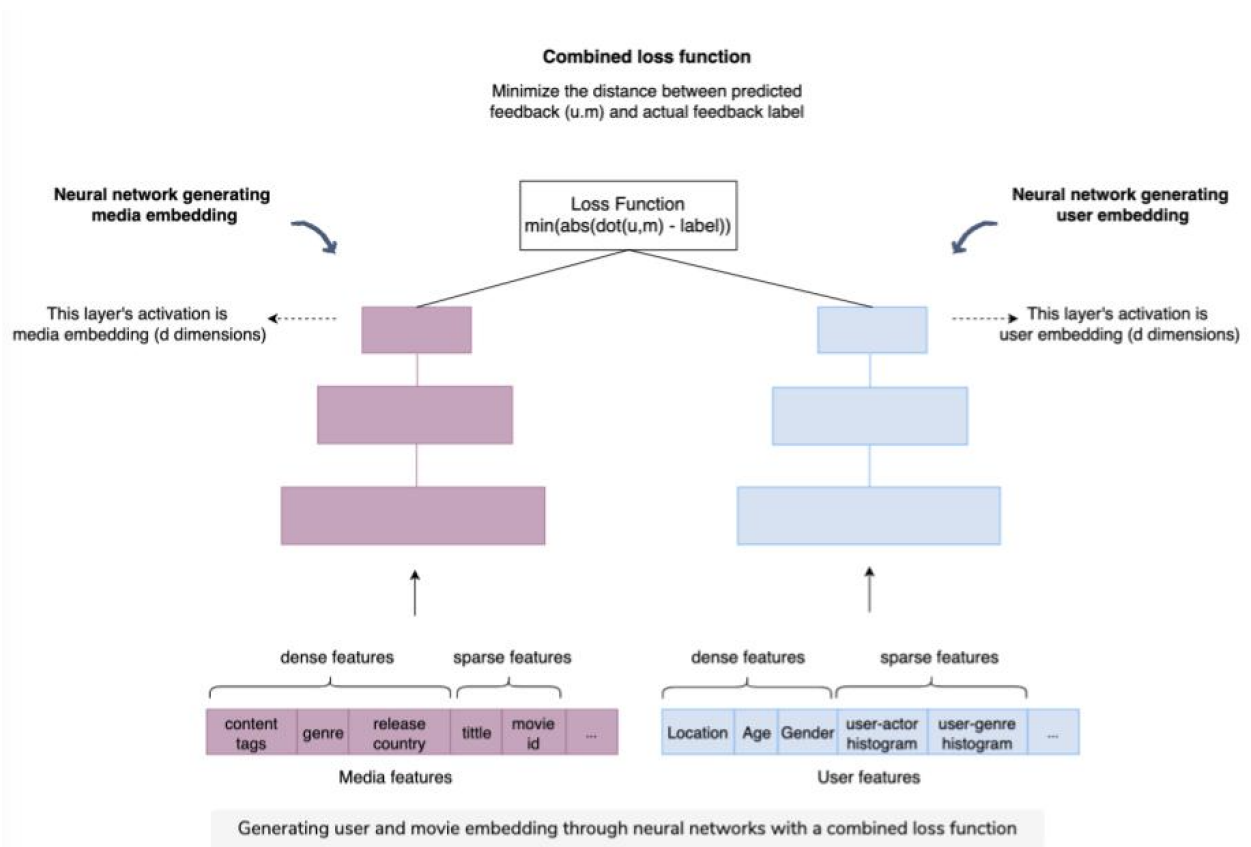 Combined loss function
Minimize the distance between predicted
feedback (u.m) and actual feedback label
Neural network generating
media embedding
Loss Function
min(abs(dot(u,m) - label))
Neural network generating
user embedding
This layer's activation is
media embedding (d dimensions)
This layer's activation is
user embedding (d dimensions)
dense features
sparse features
dense features
sparse features
content
tags
genre
release
country
tittle
movie
id
...
Location
Age
Gender
user-actor
histogram
user-genre
histogram
...
Media features
User features
Generating user and movie embedding through neural networks with a combined loss function